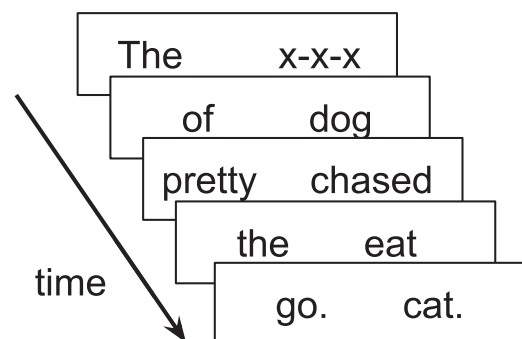 The x-x-x
of dog
pretty chased
the eat
time
go. cat.